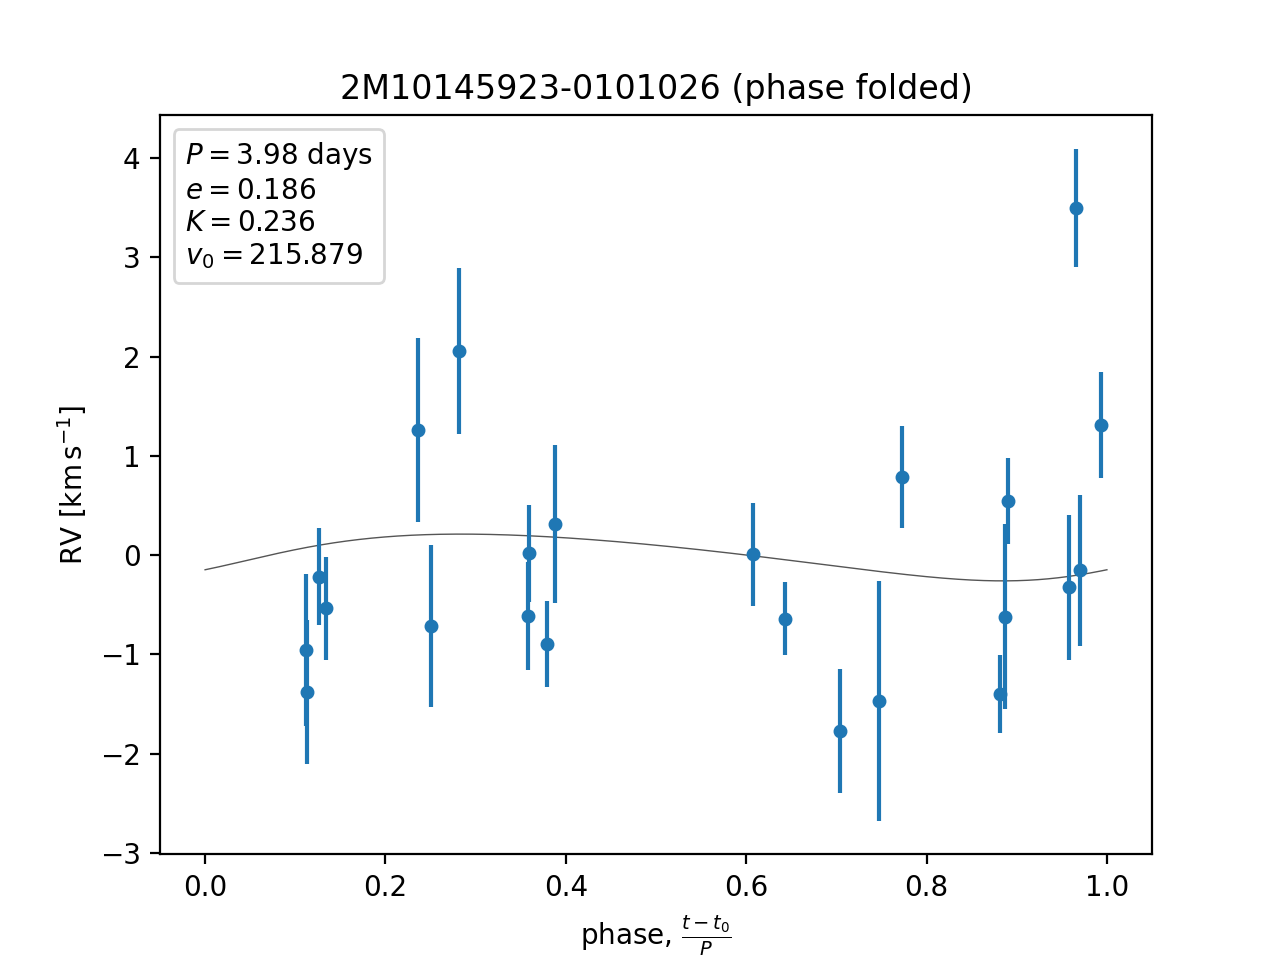 2M10145923-0101026 (phase folded)
P = 3.98 days
e = 0.186
K = 0.236
v₀ = 215.879
4
3
2
1
0
−1
−2
−3
RV [km s⁻¹]
0.0 0.2 0.4 0.6 0.8 1.0
phase, (t − t₀)/P